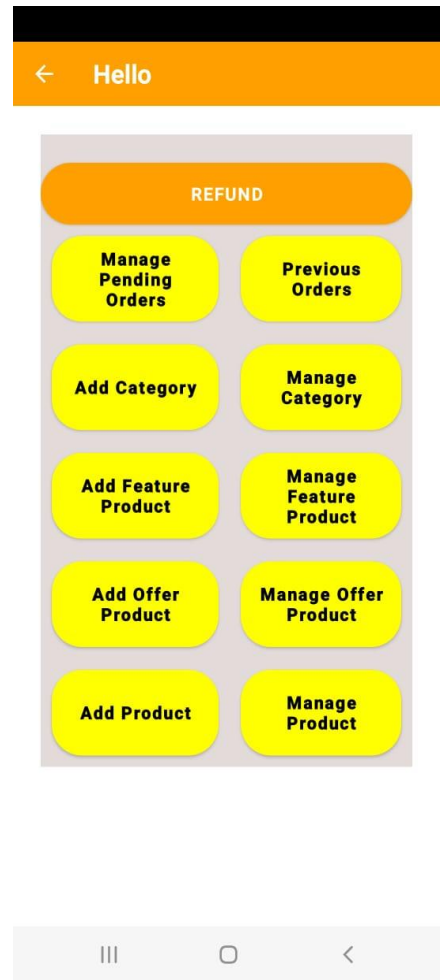 Hello
REFUND
Manage
Pending
Orders
Previous
Orders
Add Category
Manage
Category
Add Feature
Product
Manage
Feature
Product
Add Offer
Product
Manage Offer
Product
Add Product
Manage
Product